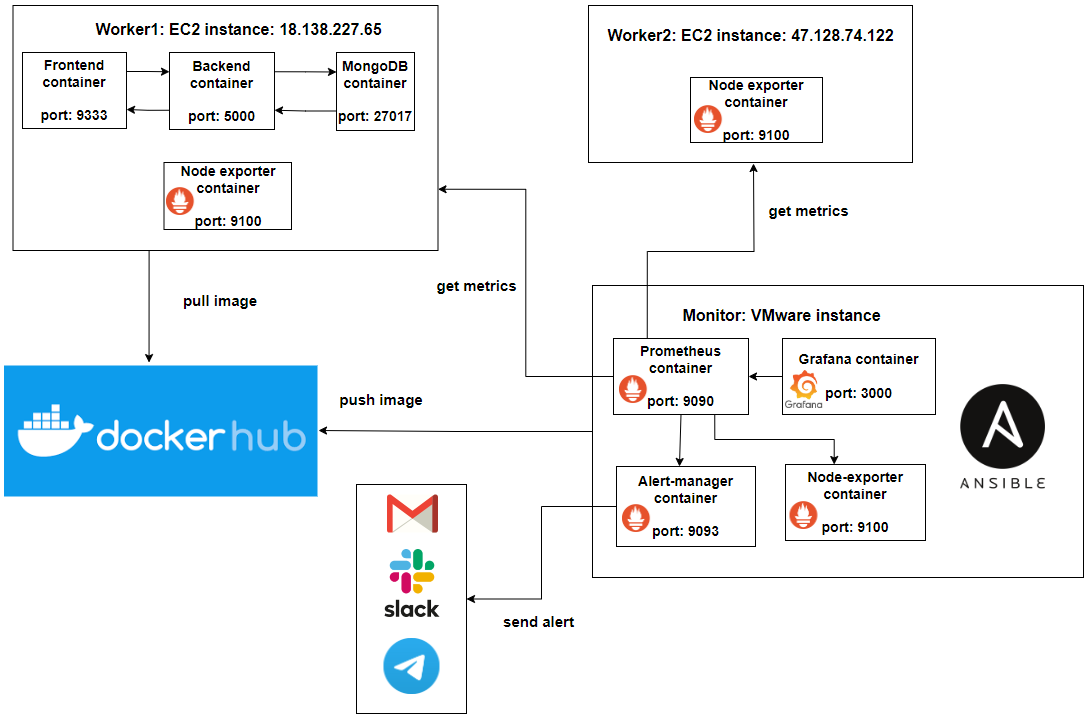 Worker1: EC2 instance: 18.138.227.65
Frontend
container
port: 9333
Backend
container
port: 5000
MongoDB
container
port: 27017
Node exporter
container
port: 9100
Worker2: EC2 instance: 47.128.74.122
Node exporter
container
port: 9100
get metrics
get metrics
pull image
Monitor: VMware instance
Prometheus
container
port: 9090
Grafana container
port: 3000
Grafana
push image
dockerhub
Alert-manager
container
port: 9093
Node-exporter
container
port: 9100
ANSIBLE
slack
send alert